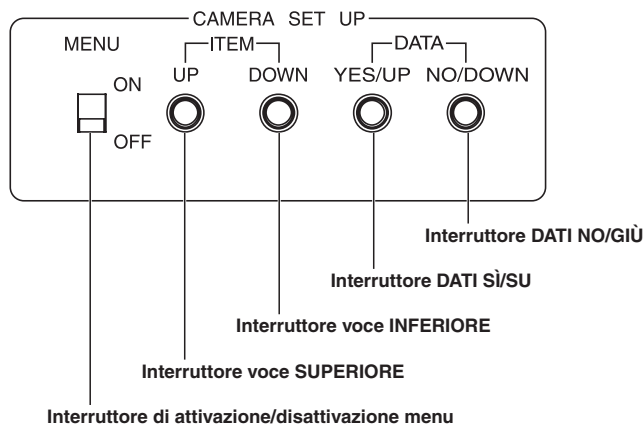 CAMERA SET UP
MENU
ITEM
DATA
UP
DOWN
YES/UP
NO/DOWN
ON
OFF
Interruttore DATI NO/GIÙ
Interruttore DATI SÌ/SU
Interruttore voce INFERIORE
Interruttore voce SUPERIORE
Interruttore di attivazione/disattivazione menu